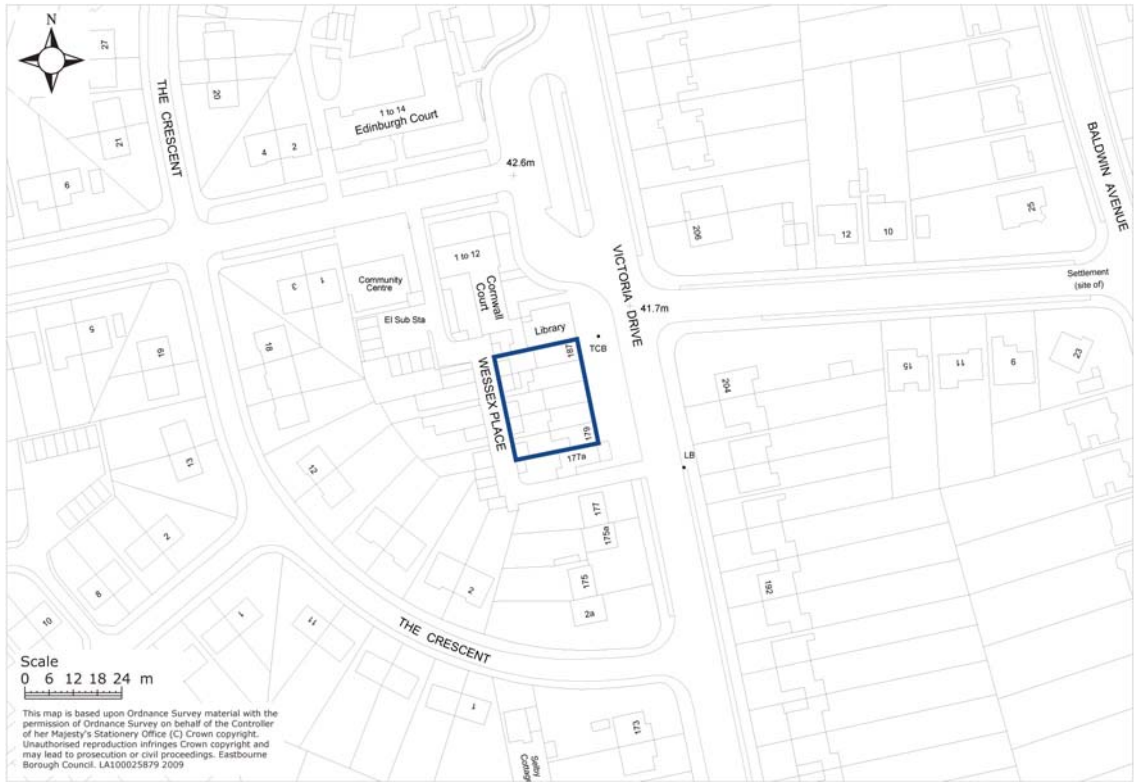 N
27
THE CRESCENT
20
21
4
2
6
1 to 14
Edinburgh Court
42.6m
BALDWIN AVENUE
25
206
12
10
VICTORIA DRIVE
Settlement
(site of)
41.7m
1 to 12
Cornwall
Court
Community
Centre
3
1
El Sub Sta
Library
187
TCB
5
19
18
WESSEX PLACE
204
15
11
9
23
179
177a
LB
13
12
177
175a
2
8
2
175
2a
192
10
1
11
THE CRESCENT
1
173
Selby
Cottage
Scale
0 6 12 18 24 m
This map is based upon Ordnance Survey material with the
permission of Ordnance Survey on behalf of the Controller
of her Majesty's Stationery Office (C) Crown copyright.
Unauthorised reproduction infringes Crown copyright and
may lead to prosecution or civil proceedings. Eastbourne
Borough Council. LA100025879 2009